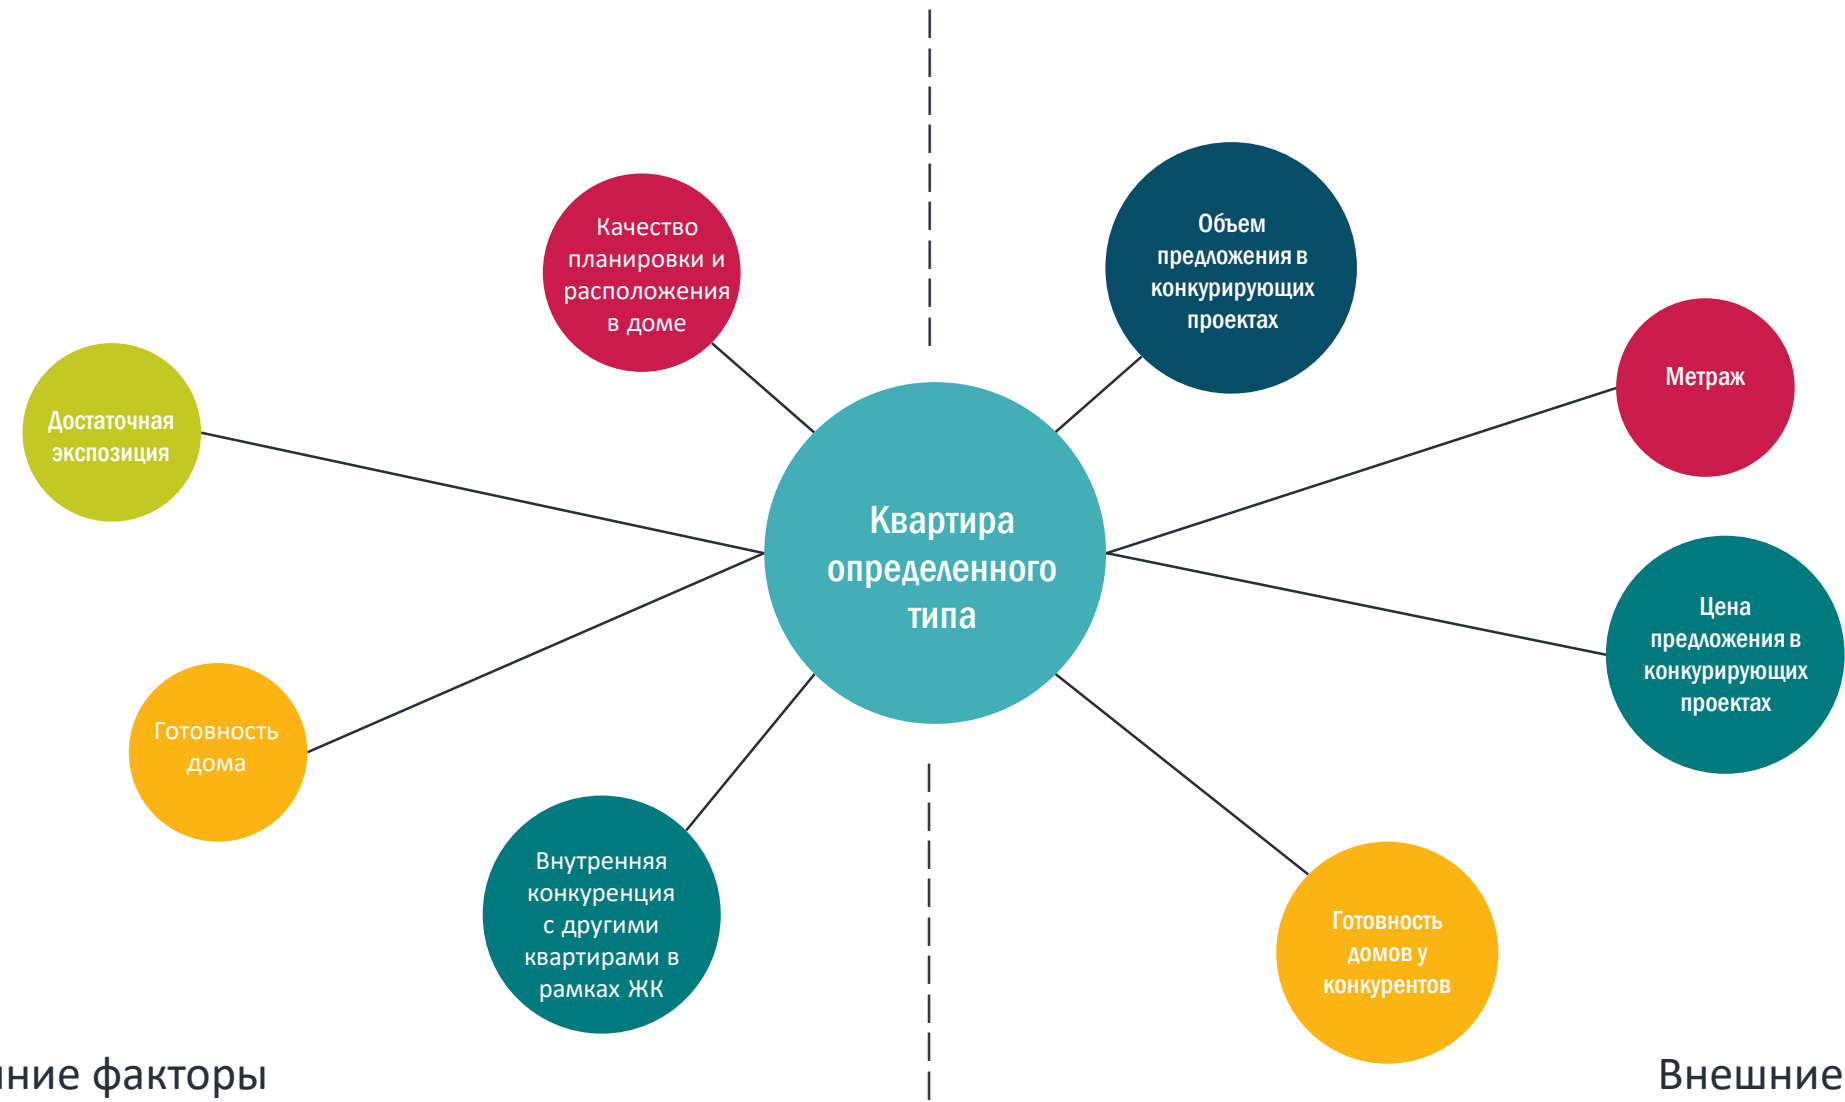 Качество
планировки и
расположения
в доме
Объем
предложения в
конкурирующих
проектах
Достаточная
экспозиция
Метраж
Квартира
определенного
типа
Цена
предложения в
конкурирующих
проектах
Готовность
дома
Внутренняя
конкуренция
с другими
квартирами в
рамках ЖК
Готовность
домов у
конкурентов
факторы
Внешние